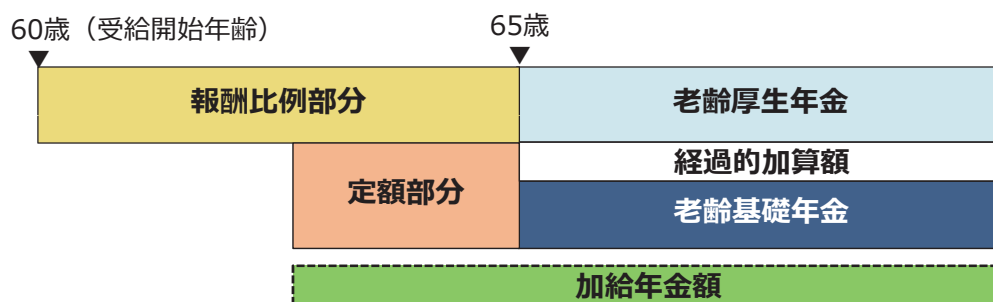 60歳（受給開始年齢）
65歳
報酬比例部分
老齢厚生年金
経過的加算額
定額部分
老齢基礎年金
加給年金額